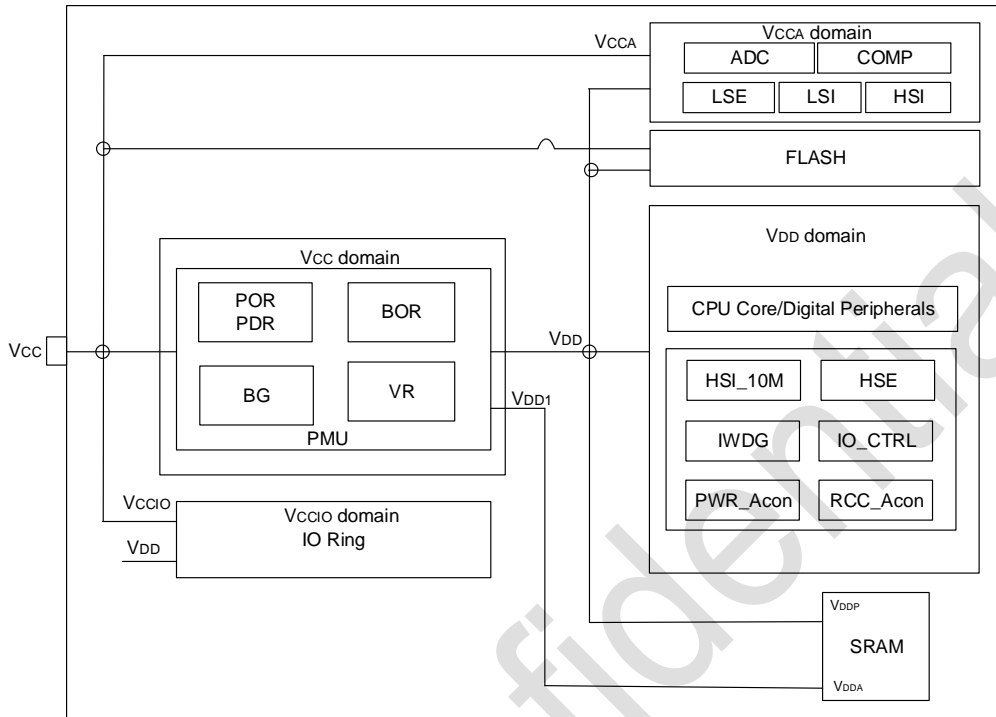 VCCA
VCCA domain
ADC
COMP
LSE
LSI
HSI
FLASH
VDD domain
CPU Core/Digital Peripherals
HSI_10M
HSE
IWDG
IO_CTRL
PWR_Acon
RCC_Acon
VCC domain
POR
PDR
BOR
BG
VR
PMU
VCC
VDD
VDD1
VCCIO
VDD
VCCIO domain
IO Ring
VDDP
SRAM
VDDA
fidential